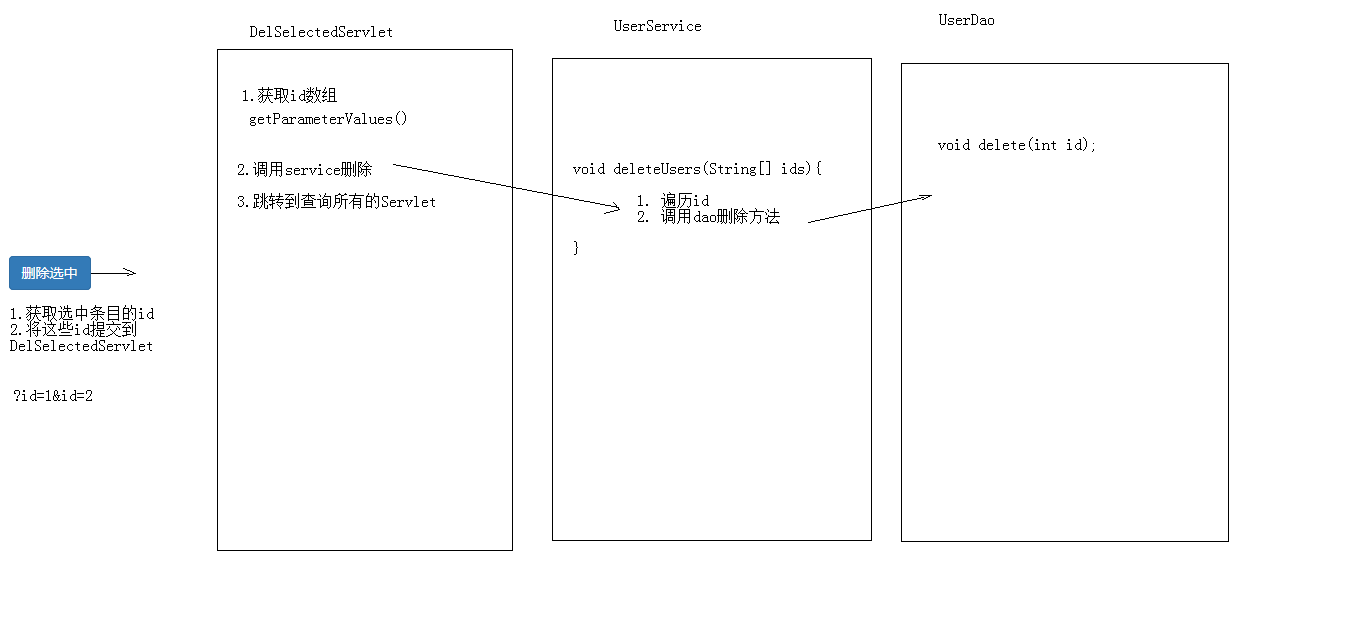 DelSelectedServlet
UserService
UserDao
1.获取id数组
getParameterValues()
2.调用service删除
3.跳转到查询所有的Servlet
void deleteUsers(String[] ids){
1. 遍历id
2. 调用dao删除方法
}
void delete(int id);
删除选中
1.获取选中条目的id
2.将这些id提交到
DelSelectedServlet
?id=1&id=2